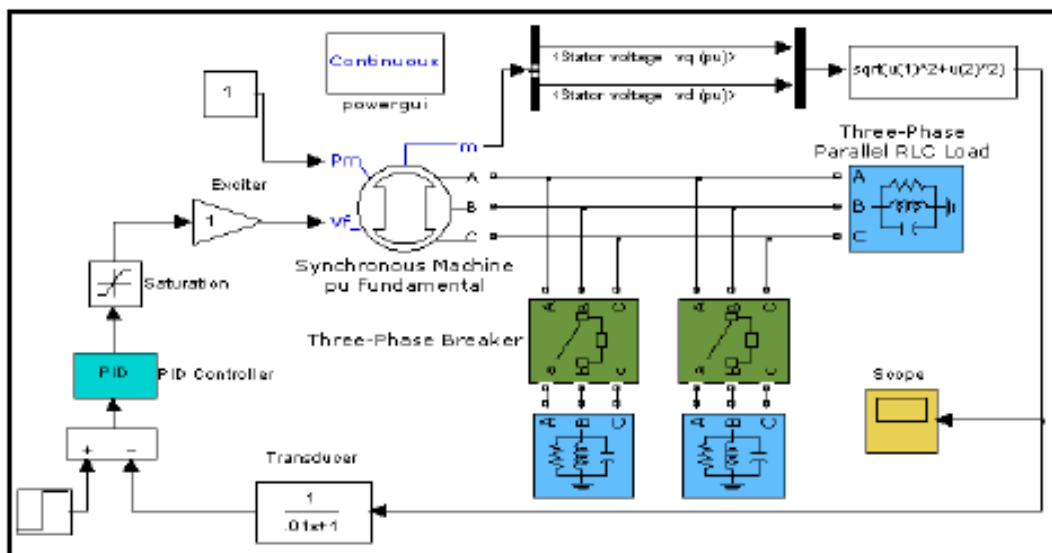 Continuous
powergui
1
<Stator voltage vq (pu)>
<Stator voltage vd (pu)>
sqrt(u(1)^2+u(2)^2)
Three-Phase
Parallel RLC Load
m
Pm
Vf_
A
B
C
A
B
C
Exciter
1
Synchronous Machine
pu Fundamental
Saturation
A
B
C
a
b
c
A
B
C
a
b
c
Three-Phase Breaker
PID
PID Controller
Scope
A
B
C
A
B
C
+
-
Transducer
1
.01s+1